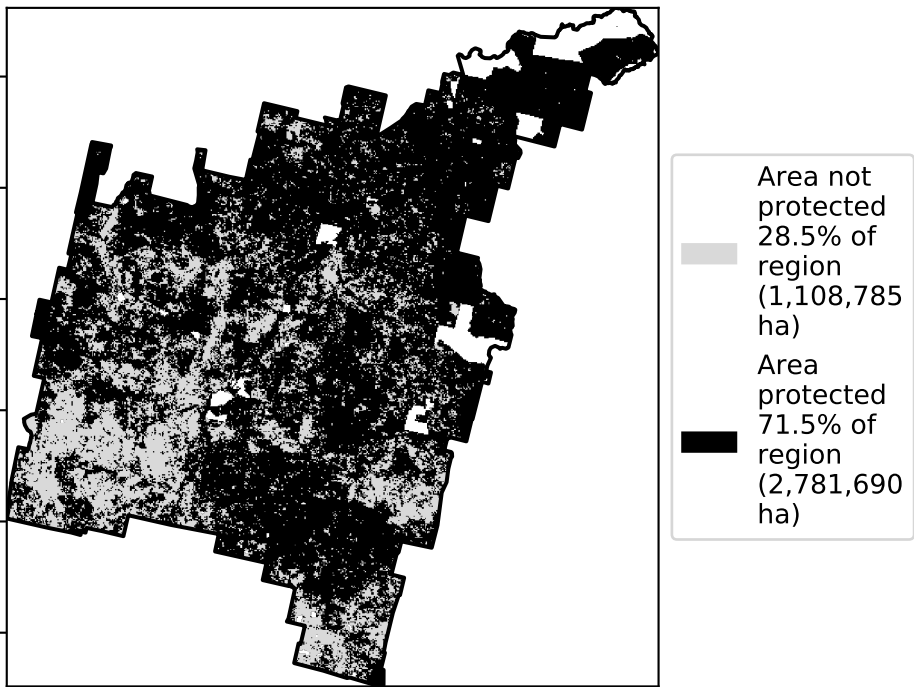 Area not
protected
28.5% of
region
(1,108,785
ha)
Area
protected
71.5% of
region
(2,781,690
ha)